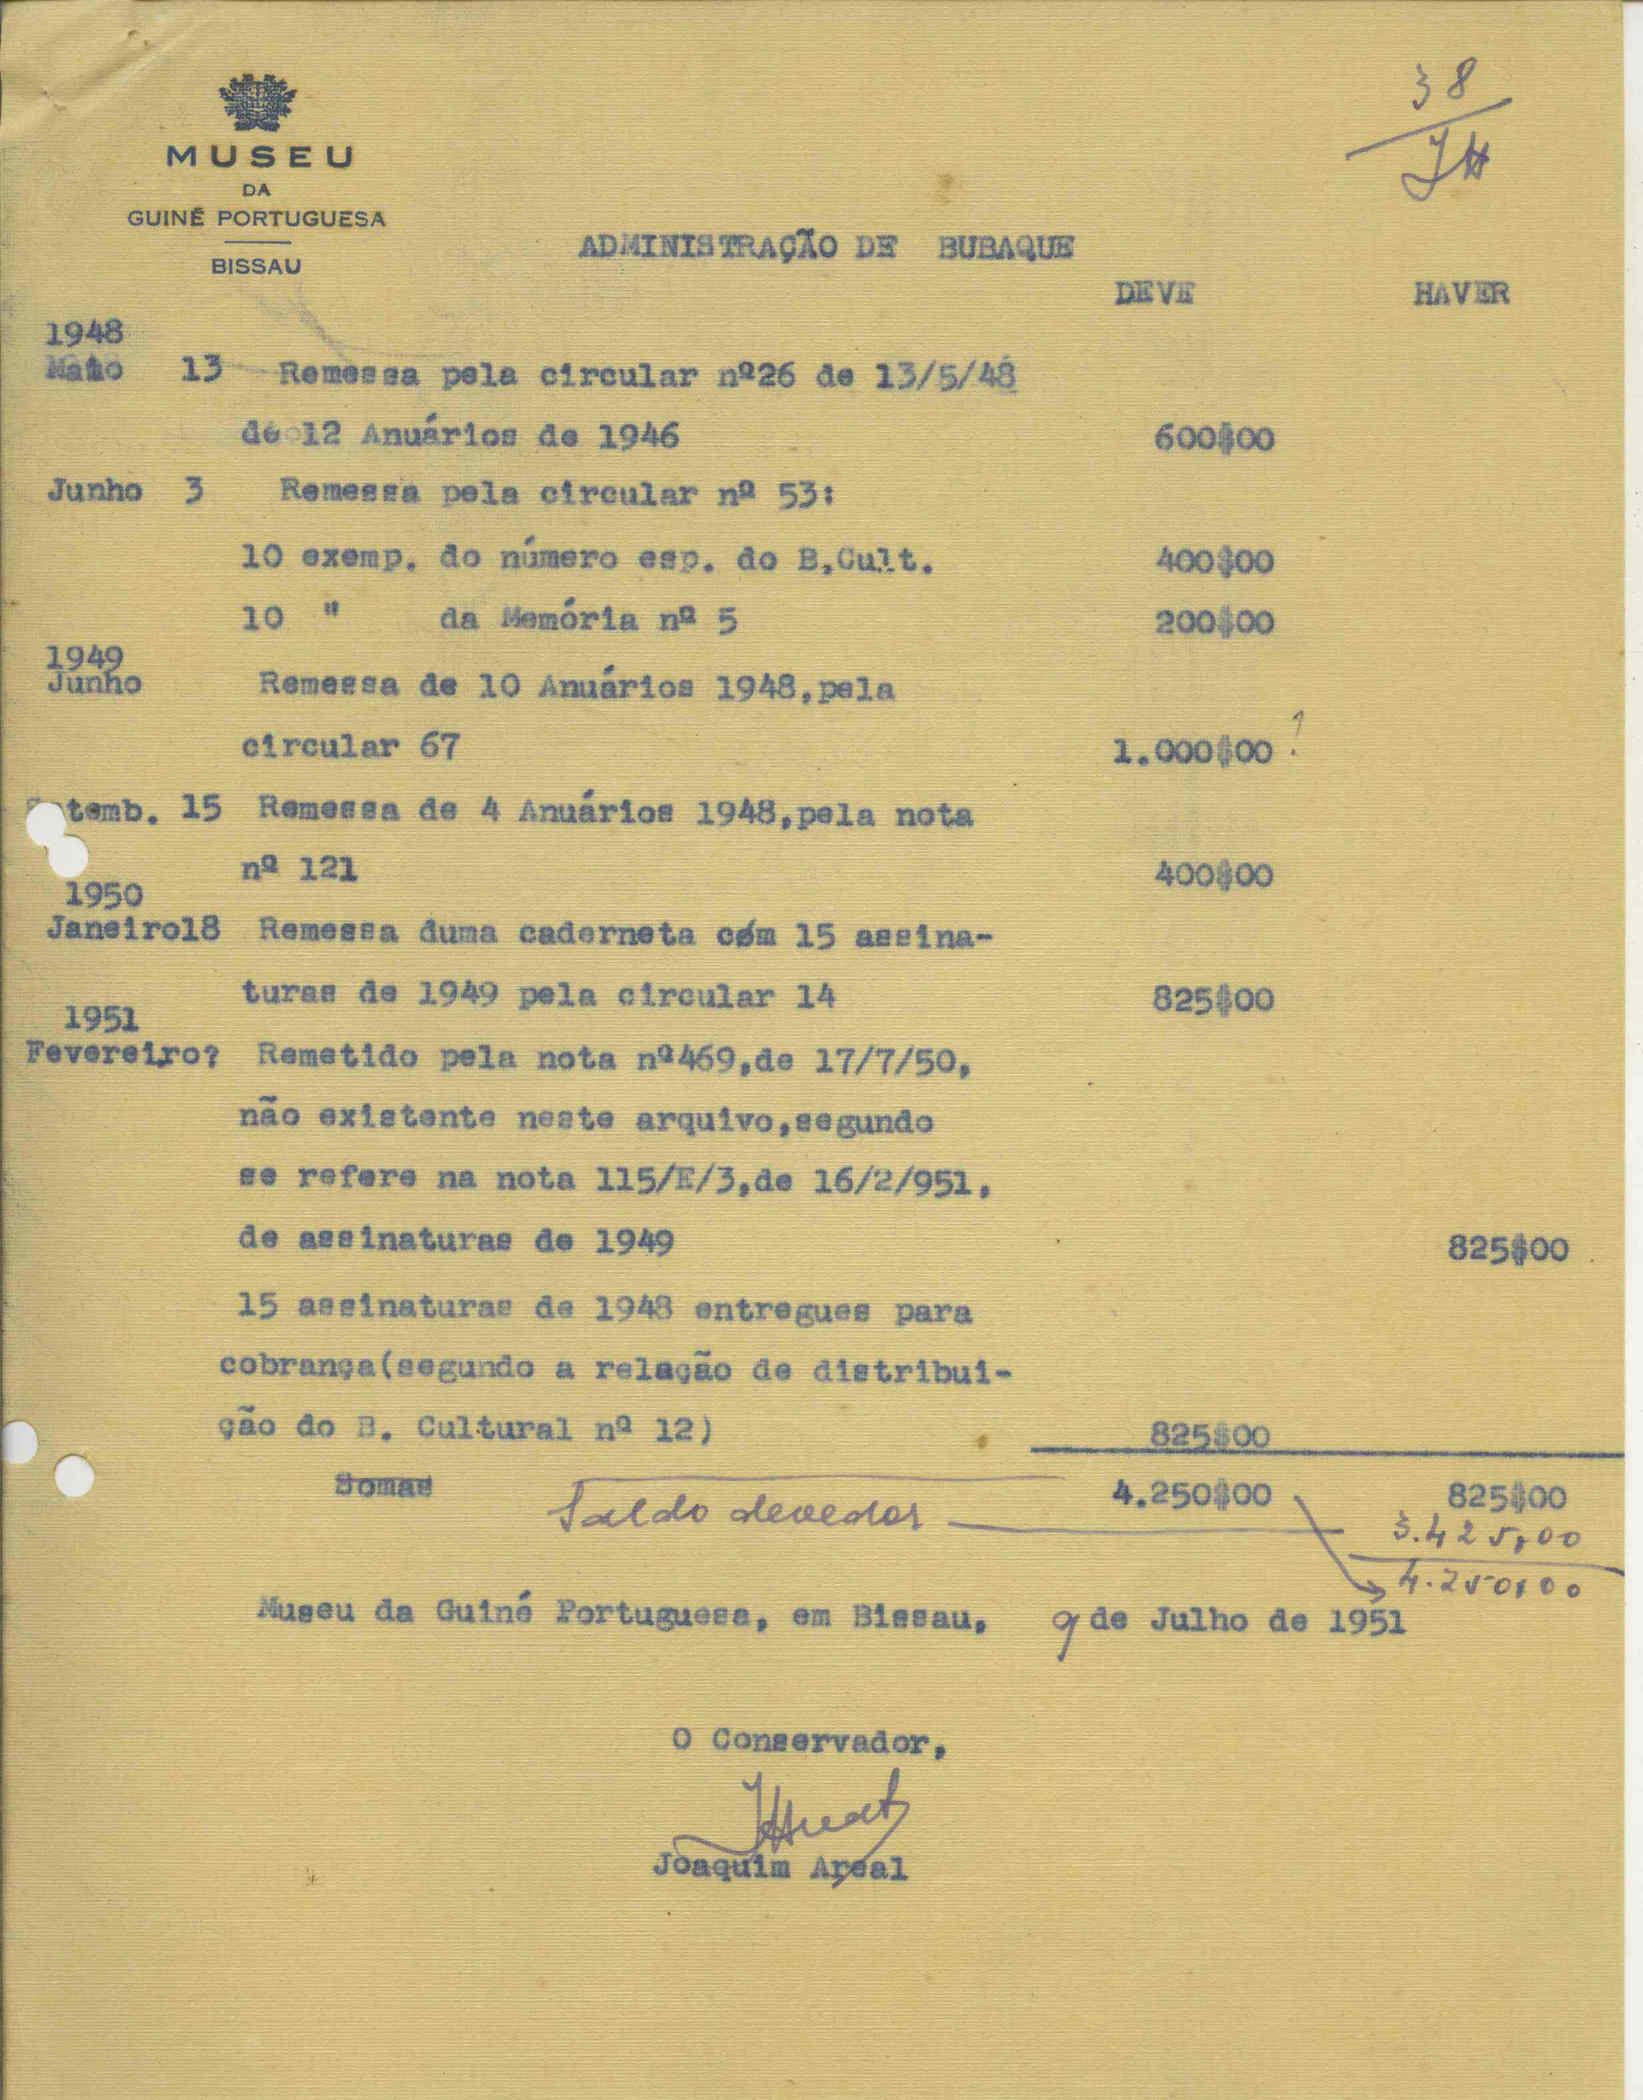 38
MUSEU
DA
GUINÉ PORTUGUESA
BISSAU
ADMINISTRAÇÃO DE BUBAQUE
DEVE HAVER
1948
Maio 13 Remessa pela circular nº26 de 13/5/48
de 12 Anuários de 1946 600$00
Junho 3 Remessa pela circular nº 53:
10 exemp. do número esp. do B,Cult. 400$00
10 " da Memória nº 5 200$00
1949
Junho Remessa de 10 Anuários 1948,pela
circular 67 1.000$00 ?
temb. 15 Remessa de 4 Anuários 1948,pela nota
nº 121 400$00
1950
Janeiro18 Remessa duma caderneta com 15 assina-
turas de 1949 pela circular 14 825$00
1951
Fevereiro? Remetido pela nota nº469,de 17/7/50,
não existente neste arquivo,segundo
se refere na nota 115/E/3,de 16/2/951,
de assinaturas de 1949 825$00
15 assinaturas de 1948 entregues para
cobrança(segundo a relação de distribui-
ção do B. Cultural nº 12) 825$00
Somas 4.250$00 825$00
Saldo devedor 3.425,00
4.250,00
Museu da Guiné Portuguesa, em Bissau, 9 de Julho de 1951
O Conservador,
Joaquim Areal